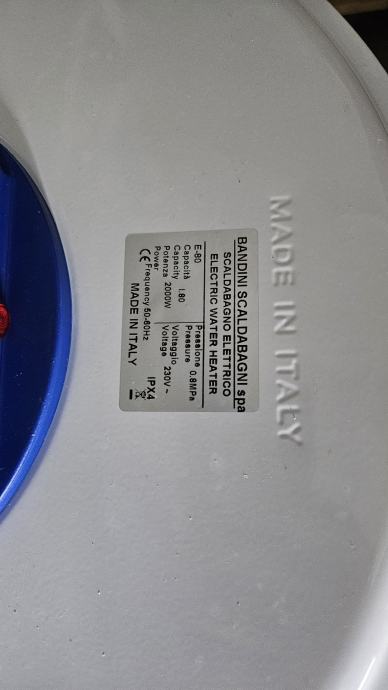 MADE IN ITALY
BANDINI SCALDABAGNI spa
SCALDABAGNO ELETTRICO
ELECTRIC WATER HEATER
E-80
Capacità
Capacity I.80
Potenza 2000W
Power
Pressione 0.8MPa
Pressure
Voltaggio 230V~
Voltage
CE Frequency 50-60Hz IPX4
MADE IN ITALY